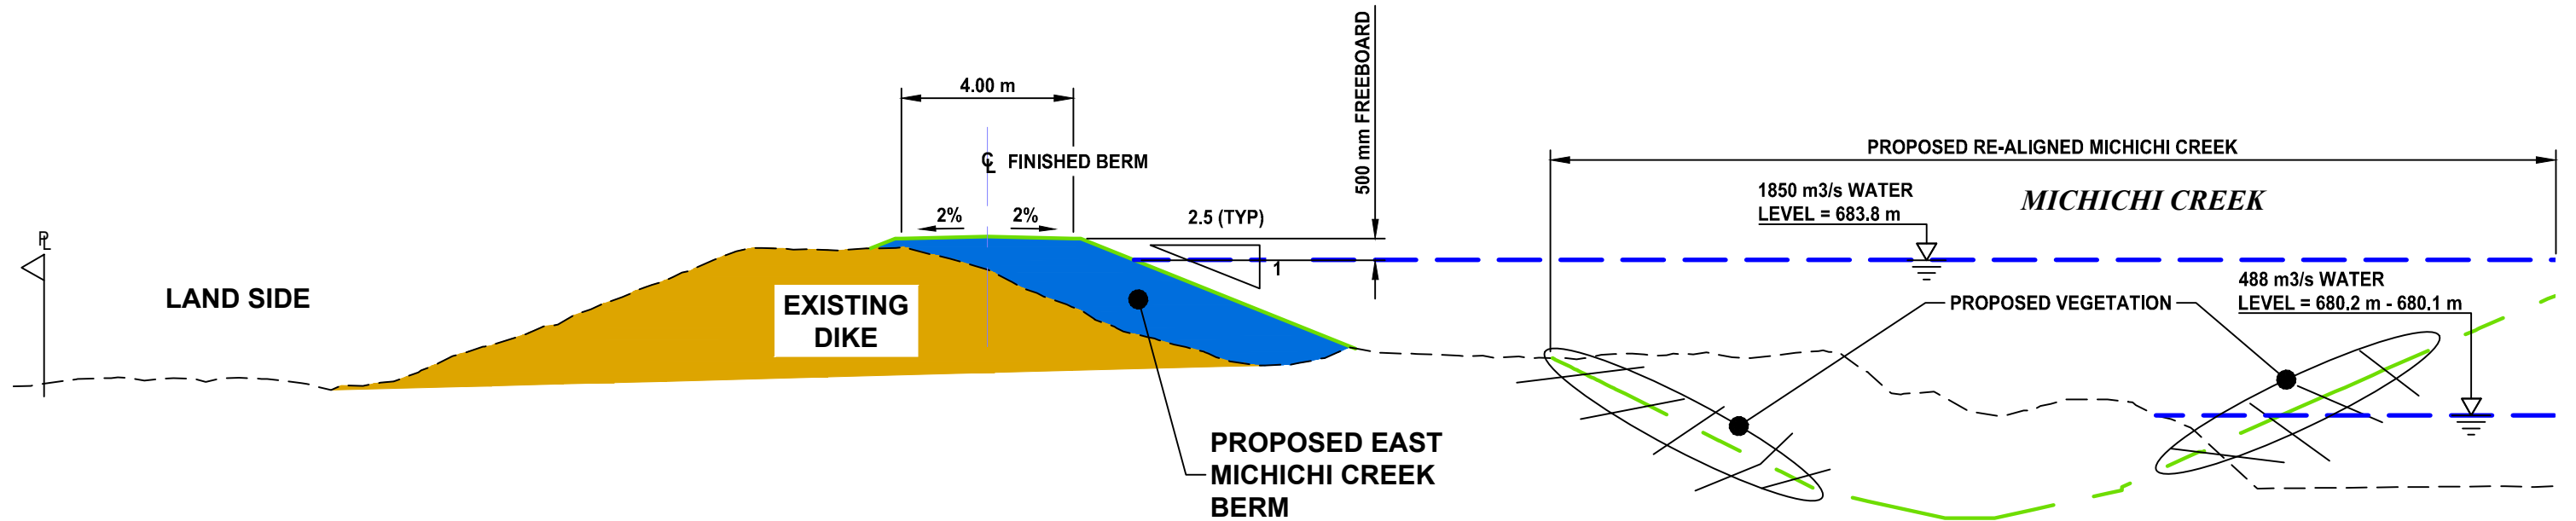 500 mm FREEBOARD
4.00 m
PROPOSED RE-ALIGNED MICHICHI CREEK
℄ FINISHED BERM
1850 m3/s WATER
LEVEL = 683.8 m
MICHICHI CREEK
2%
2%
2.5 (TYP)
1
PL
LAND SIDE
EXISTING
DIKE
488 m3/s WATER
LEVEL = 680.2 m - 680.1 m
PROPOSED VEGETATION
PROPOSED EAST
MICHICHI CREEK
BERM